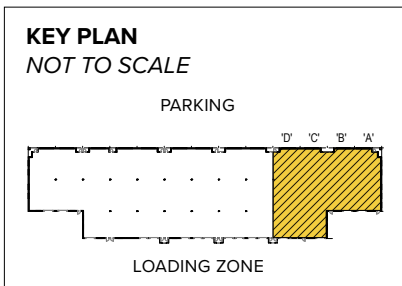 KEY PLAN
NOT TO SCALE
PARKING
'D' 'C' 'B' 'A'
LOADING ZONE